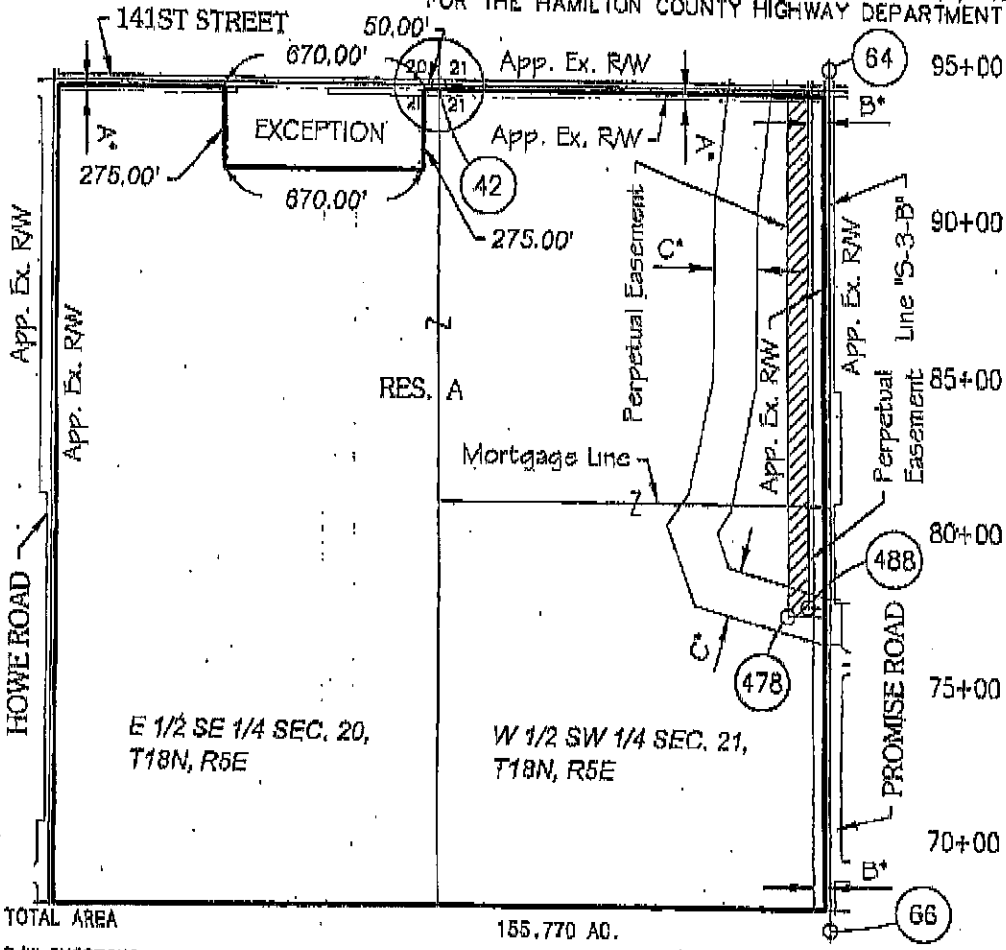 FOR THE HAMILTON COUNTY HIGHWAY DEPARTMENT
141ST STREET
50.00'
670.00'
20 21
App. Ex. R/W
64
95+00
B*
A*
EXCEPTION
21
App. Ex. R/W
A*
275.00'
670.00'
42
275.00'
90+00
App. Ex. R/W
App. Ex. R/W
Perpetual Easement
C*
App. Ex. R/W
App. Ex. R/W
Line "S-3-B"
RES. A
85+00
Perpetual
Easement
Mortgage Line
80+00
488
HOWE ROAD
C*
478
PROMISE ROAD
75+00
E 1/2 SE 1/4 SEC. 20,
T18N, R5E
W 1/2 SW 1/4 SEC. 21,
T18N, R5E
70+00
B*
66
TOTAL AREA
155.770 AC.